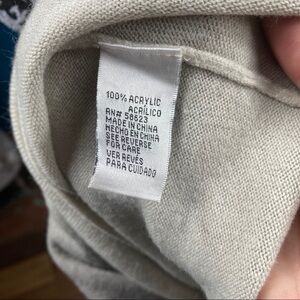 100% ACRYLIC
ACRÍLICO
RN# 58523
MADE IN CHINA
HECHO EN CHINA
SEE REVERSE
FOR CARE
VER REVÉS
PARA CUIDADO